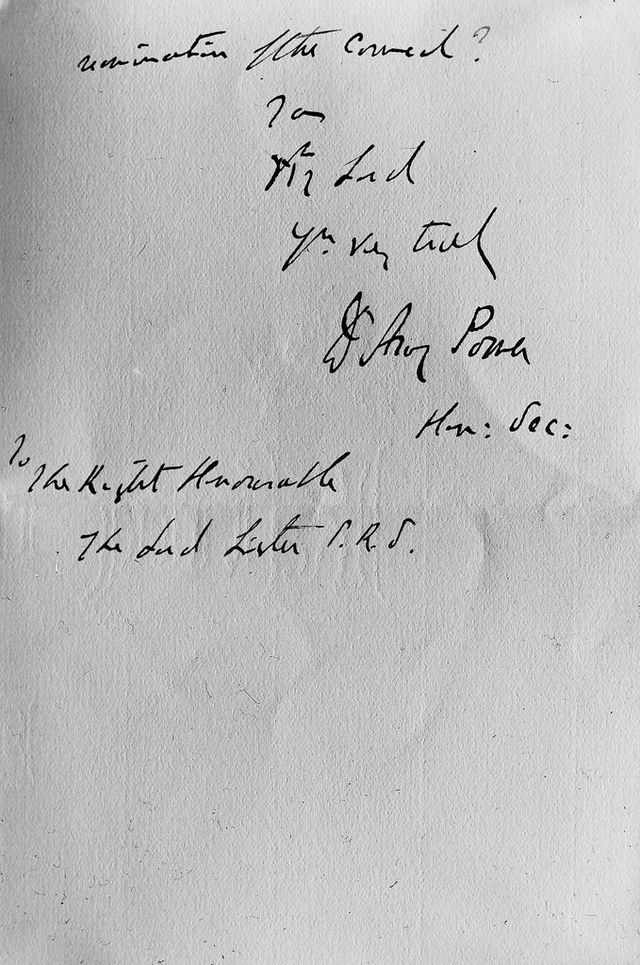 nomination of the Council?
I am
My Lord
Yrs. very truly
D'Arcy Power
Hon: Sec:
To
The Right Honourable
The Lord Lister P.R.S.